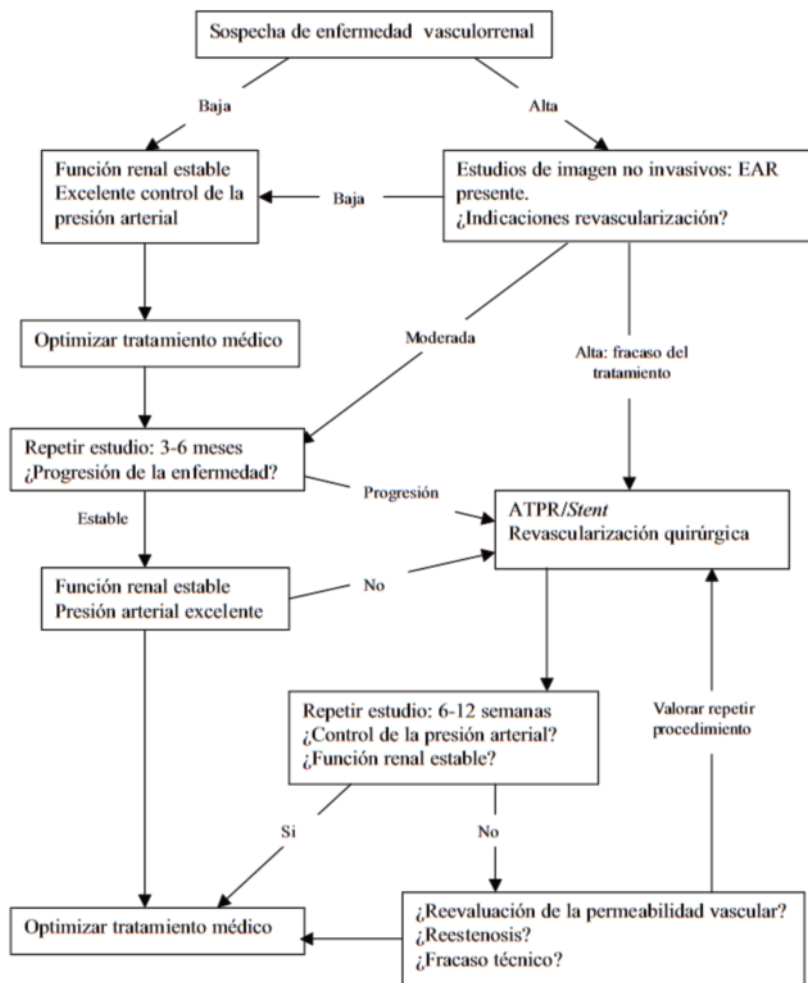 Sospecha de enfermedad vasculorrenal
Baja
Alta
Función renal estable
Excelente control de la
presión arterial
Estudios de imagen no invasivos: EAR
presente.
¿Indicaciones revascularización?
Baja
Optimizar tratamiento médico
Moderada
Alta: fracaso del
tratamiento
Repetir estudio: 3-6 meses
¿Progresión de la enfermedad?
Progresión
Estable
ATPR/Stent
Revascularización quirúrgica
Función renal estable
Presión arterial excelente
No
Repetir estudio: 6-12 semanas
¿Control de la presión arterial?
¿Función renal estable?
Valorar repetir
procedimiento
Si
No
Optimizar tratamiento médico
¿Reevaluación de la permeabilidad vascular?
¿Reestenosis?
¿Fracaso técnico?